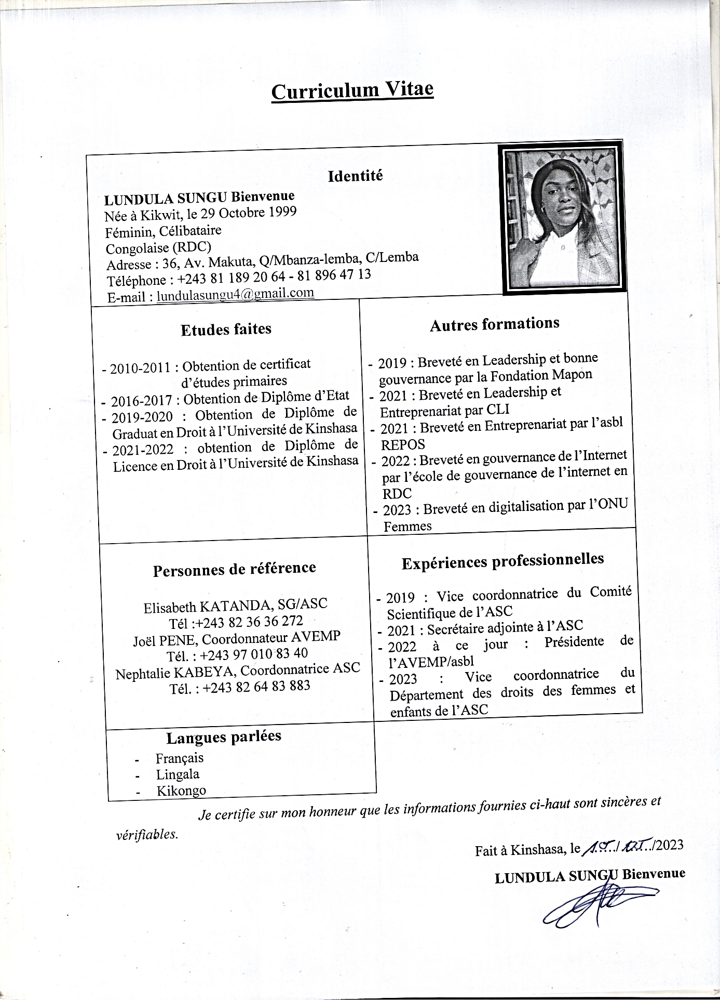 Curriculum Vitae
Identité
LUNDULA SUNGU Bienvenue
Née à Kikwit, le 29 Octobre 1999
Féminin, Célibataire
Congolaise (RDC)
Adresse : 36, Av. Makuta, Q/Mbanza-lemba, C/Lemba
Téléphone : +243 81 189 20 64 - 81 896 47 13
E-mail : lundulasungu4@gmail.com
Etudes faites
- 2010-2011 : Obtention de certificat
d’études primaires
- 2016-2017 : Obtention de Diplôme d’Etat
- 2019-2020 : Obtention de Diplôme de
Graduat en Droit à l’Université de Kinshasa
- 2021-2022 : obtention de Diplôme de
Licence en Droit à l’Université de Kinshasa
Autres formations
- 2019 : Breveté en Leadership et bonne
gouvernance par la Fondation Mapon
- 2021 : Breveté en Leadership et
Entreprenariat par CLI
- 2021 : Breveté en Entreprenariat par l’asbl
REPOS
- 2022 : Breveté en gouvernance de l’Internet
par l’école de gouvernance de l’internet en
RDC
- 2023 : Breveté en digitalisation par l’ONU
Femmes
Personnes de référence
Elisabeth KATANDA, SG/ASC
Tél :+243 82 36 36 272
Joël PENE, Coordonnateur AVEMP
Tél. : +243 97 010 83 40
Nephtalie KABEYA, Coordonnatrice ASC
Tél. : +243 82 64 83 883
Expériences professionnelles
- 2019 : Vice coordonnatrice du Comité
Scientifique de l’ASC
- 2021 : Secrétaire adjointe à l’ASC
- 2022 à ce jour : Présidente de
l’AVEMP/asbl
- 2023 : Vice coordonnatrice du
Département des droits des femmes et
enfants de l’ASC
Langues parlées
- Français
- Lingala
- Kikongo
Je certifie sur mon honneur que les informations fournies ci-haut sont sincères et
vérifiables.
Fait à Kinshasa, le /2023
LUNDULA SUNGU Bienvenue